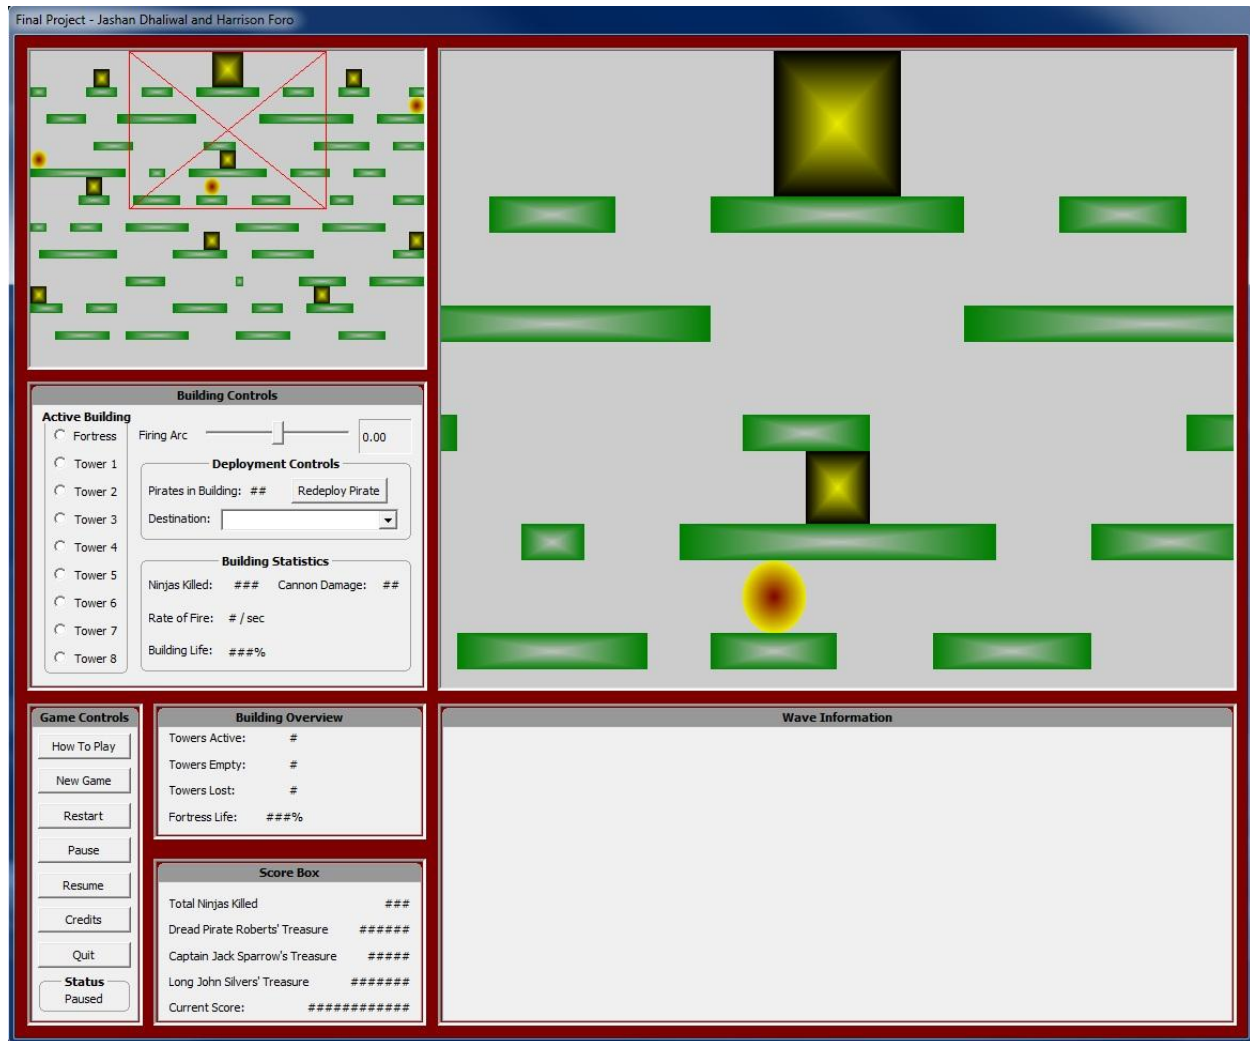 Final Project - Jashan Dhaliwal and Harrison Foro
Building Controls
Active Building
Fortress
Tower 1
Tower 2
Tower 3
Tower 4
Tower 5
Tower 6
Tower 7
Tower 8
Firing Arc 0.00
Deployment Controls
Pirates in Building: ## Redeploy Pirate
Destination:
Building Statistics
Ninjas Killed: ### Cannon Damage: ##
Rate of Fire: # / sec
Building Life: ###%
Game Controls
How To Play
New Game
Restart
Pause
Resume
Credits
Quit
Status
Paused
Building Overview
Towers Active: #
Towers Empty: #
Towers Lost: #
Fortress Life: ###%
Score Box
Total Ninjas Killed ###
Dread Pirate Roberts' Treasure ######
Captain Jack Sparrow's Treasure #####
Long John Silvers' Treasure #######
Current Score: ############
Wave Information